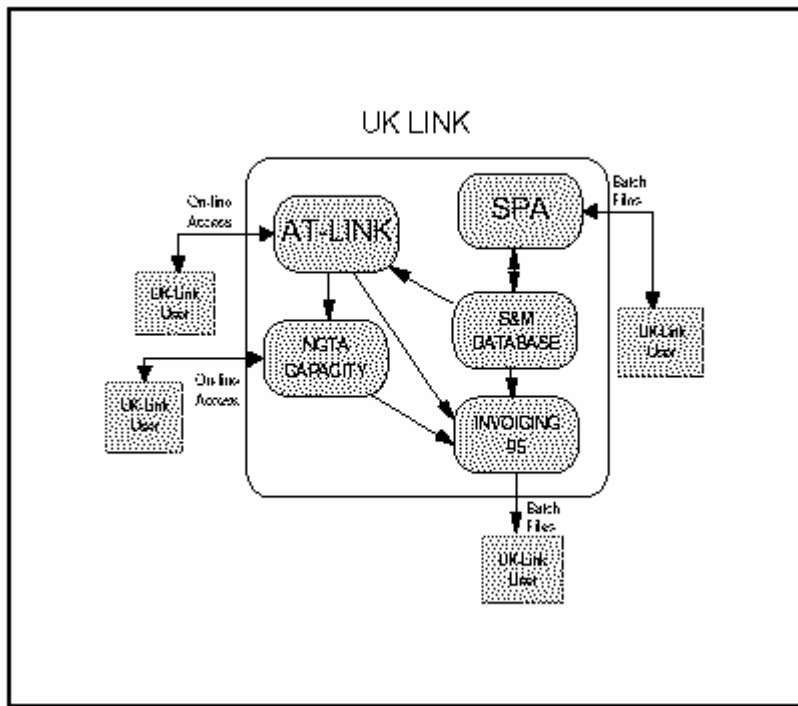 UK LINK
On-line
Access
AT-LINK
SPA
Batch
Files
UK-Link
User
NGTA
CAPACITY
S&M
DATABASE
UK-Link
User
On-line
Access
UK-Link
User
INVOICING
95
Batch
Files
UK-Link
User